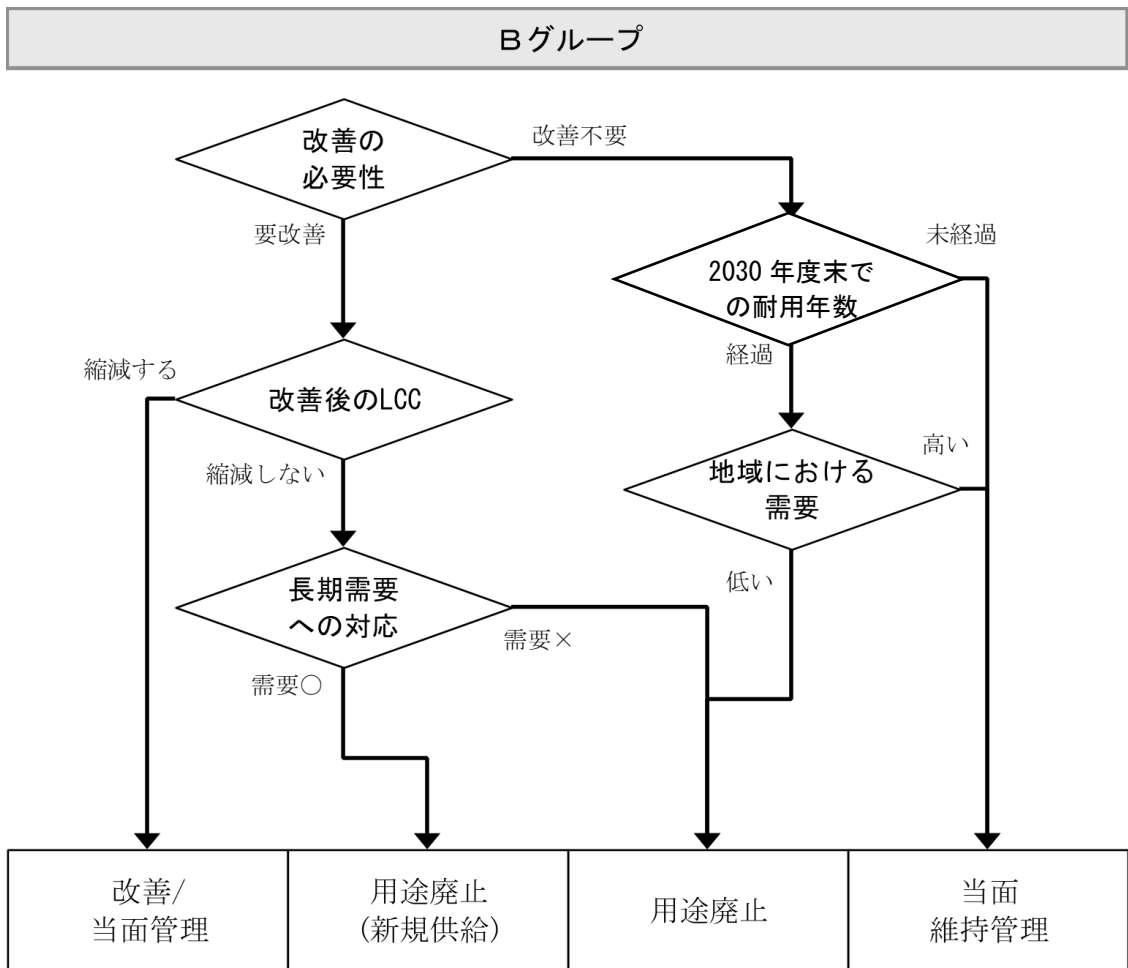 Bグループ
改善の
必要性
改善不要
要改善
2030 年度末で
の耐用年数
未経過
経過
縮減する
改善後のLCC
縮減しない
地域における
需要
高い
低い
長期需要
への対応
需要×
需要○
改善/
当面管理
用途廃止
(新規供給)
用途廃止
当面
維持管理